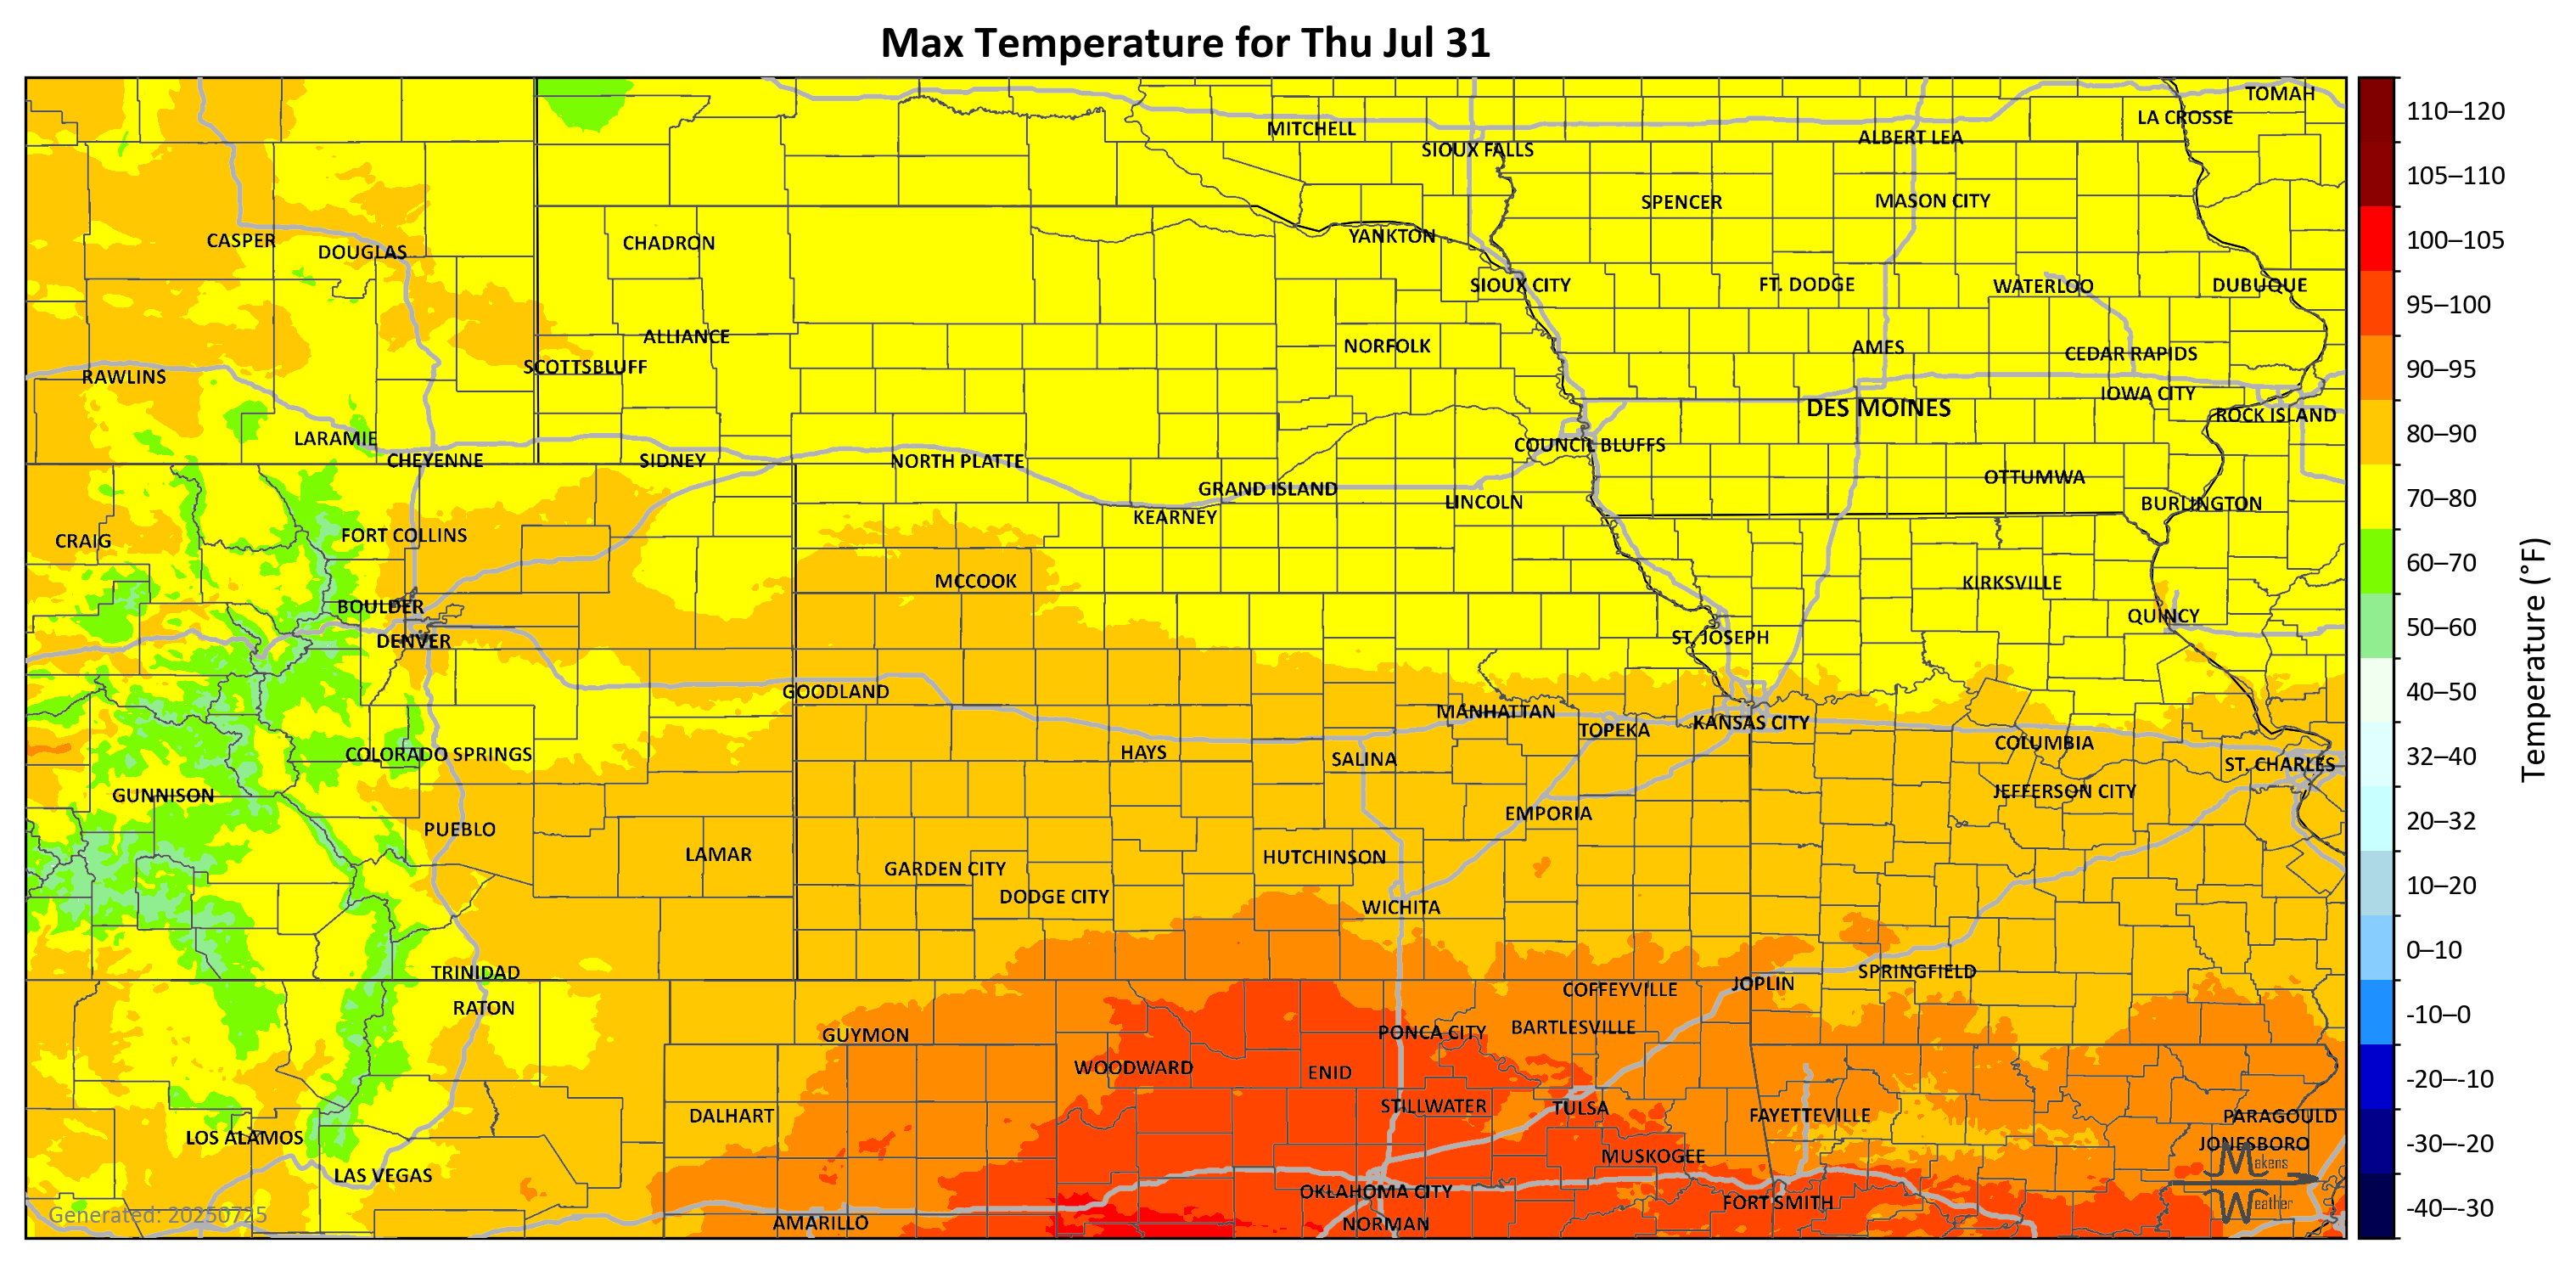 Max Temperature for Thu Jul 31
TOMAH
LA CROSSE
MITCHELL
ALBERT LEA
SIOUX FALLS
SPENCER
MASON CITY
CASPER
DOUGLAS
CHADRON
YANKTON
SIOUX CITY
FT. DODGE
WATERLOO
DUBUQUE
ALLIANCE
NORFOLK
AMES
CEDAR RAPIDS
SCOTTSBLUFF
RAWLINS
IOWA CITY
DES MOINES
ROCK ISLAND
LARAMIE
COUNCIL BLUFFS
CHEYENNE
SIDNEY
NORTH PLATTE
OTTUMWA
GRAND ISLAND
LINCOLN
BURLINGTON
KEARNEY
FORT COLLINS
CRAIG
MCCOOK
KIRKSVILLE
BOULDER
QUINCY
DENVER
ST. JOSEPH
GOODLAND
MANHATTAN
KANSAS CITY
TOPEKA
COLUMBIA
COLORADO SPRINGS
HAYS
SALINA
ST. CHARLES
GUNNISON
JEFFERSON CITY
EMPORIA
PUEBLO
LAMAR
HUTCHINSON
GARDEN CITY
DODGE CITY
WICHITA
TRINIDAD
SPRINGFIELD
JOPLIN
COFFEYVILLE
RATON
BARTLESVILLE
PONCA CITY
GUYMON
WOODWARD
ENID
STILLWATER
TULSA
DALHART
FAYETTEVILLE
PARAGOULD
LOS ALAMOS
JONESBORO
MUSKOGEE
LAS VEGAS
OKLAHOMA CITY
FORT SMITH
AMARILLO
NORMAN
Makens
Weather
Generated: 20250725
110–120
105–110
100–105
95–100
90–95
80–90
70–80
60–70
50–60
40–50
32–40
20–32
10–20
0–10
-10–0
-20–-10
-30–-20
-40–-30
Temperature (°F)